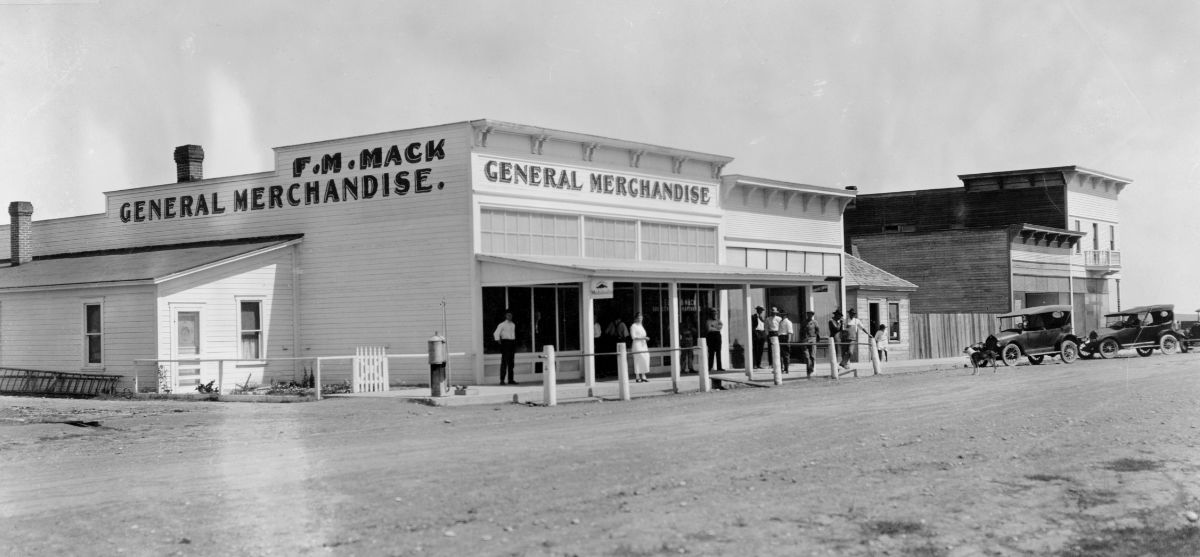 F. M. MACK
GENERAL MERCHANDISE.
GENERAL MERCHANDISE